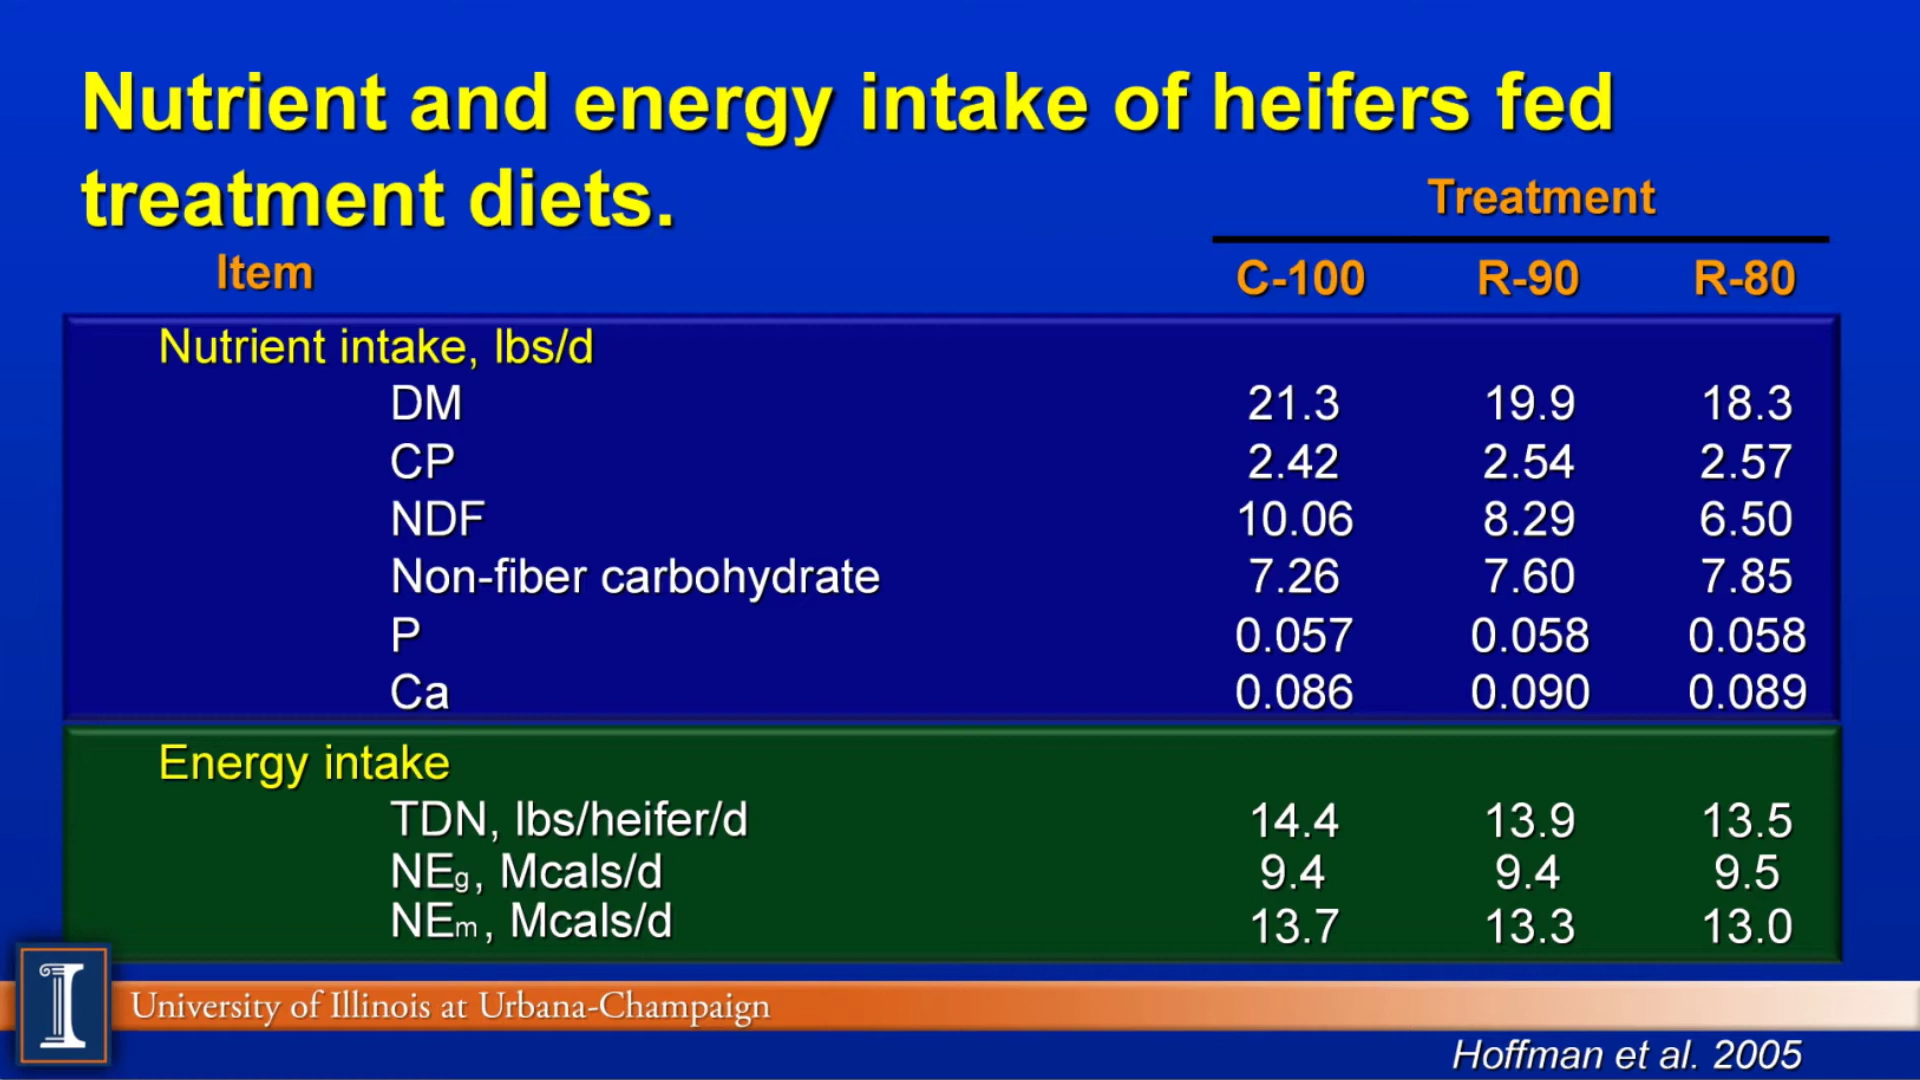 Nutrient and energy intake of heifers fed
treatment diets.
Treatment
Item C-100 R-90 R-80
Nutrient intake, lbs/d
DM 21.3 19.9 18.3
CP 2.42 2.54 2.57
NDF 10.06 8.29 6.50
Non-fiber carbohydrate 7.26 7.60 7.85
P 0.057 0.058 0.058
Ca 0.086 0.090 0.089
Energy intake
TDN, lbs/heifer/d 14.4 13.9 13.5
NEg, Mcals/d 9.4 9.4 9.5
NEm, Mcals/d 13.7 13.3 13.0
I
University of Illinois at Urbana-Champaign
Hoffman et al. 2005